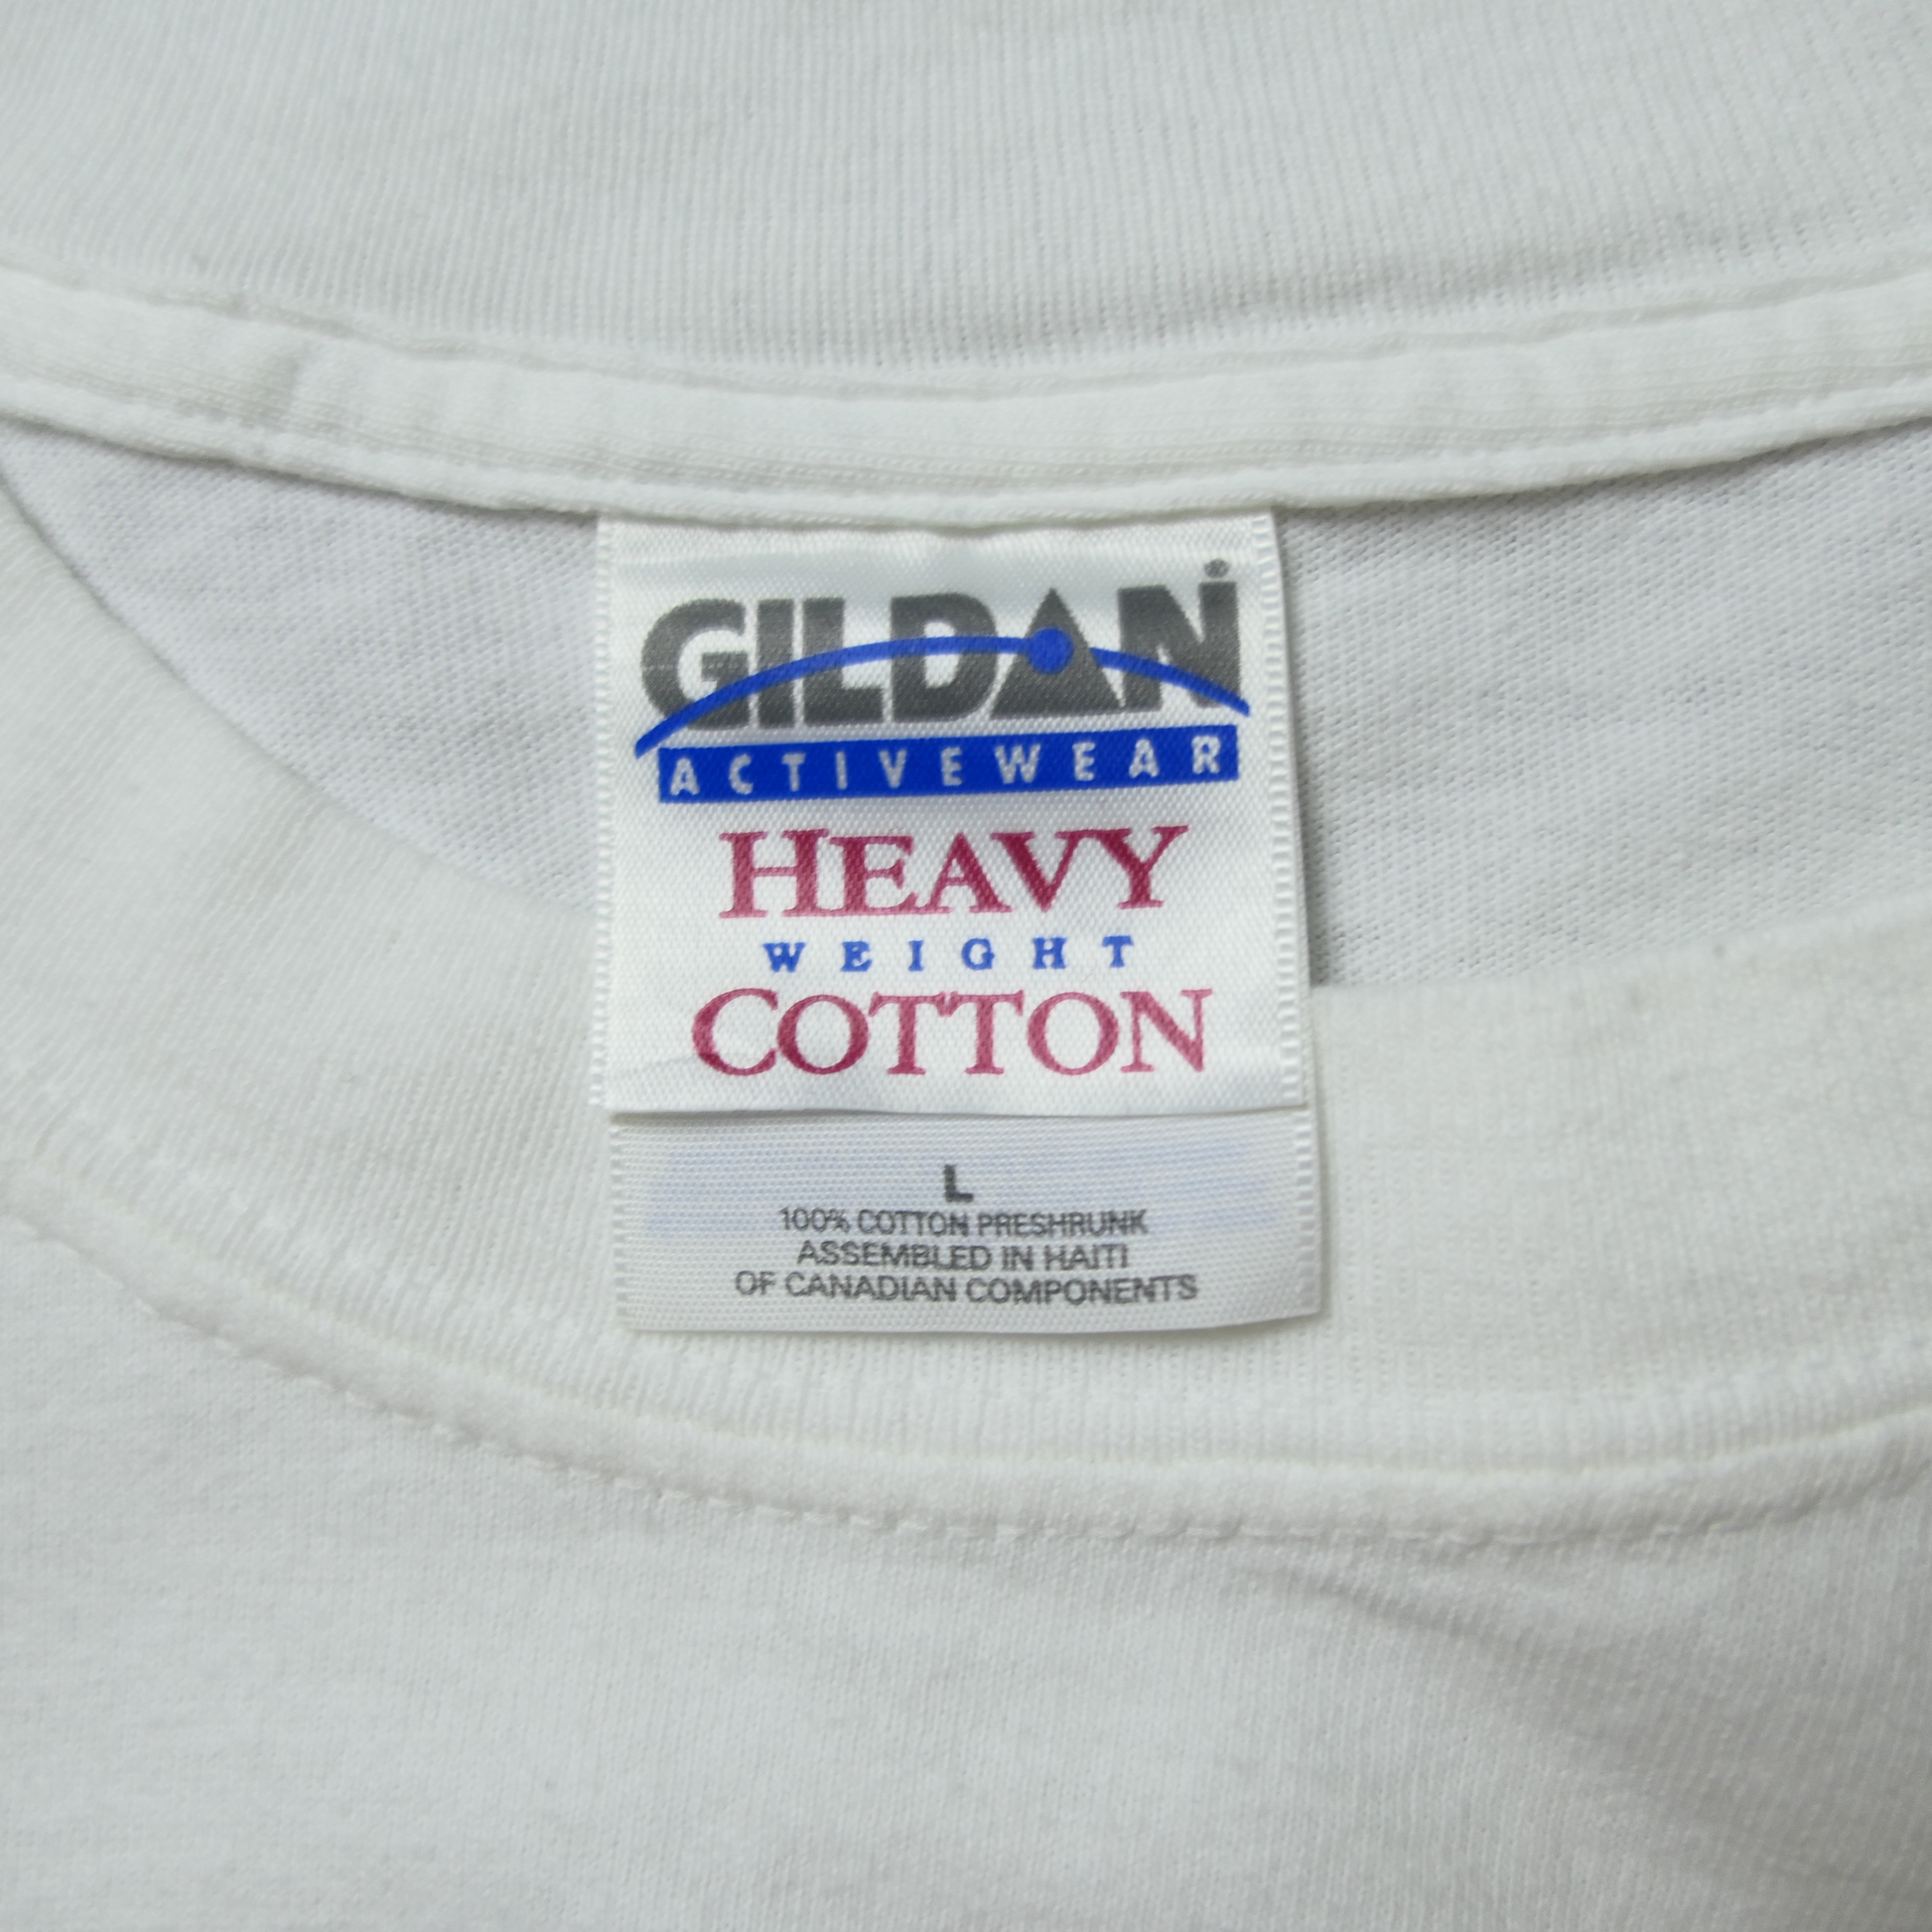 GILDAN®
ACTIVEWEAR
HEAVY
WEIGHT
COTTON
L
100% COTTON PRESHRUNK
ASSEMBLED IN HAITI
OF CANADIAN COMPONENTS